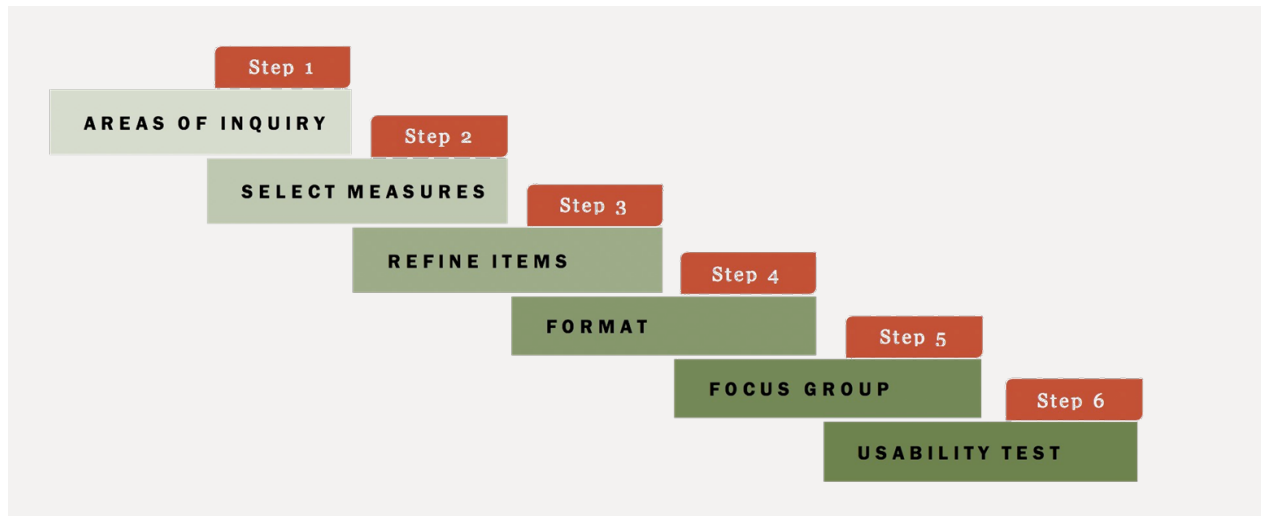 Step 1
AREAS OF INQUIRY
Step 2
SELECT MEASURES
Step 3
REFINE ITEMS
Step 4
FORMAT
Step 5
FOCUS GROUP
Step 6
USABILITY TEST